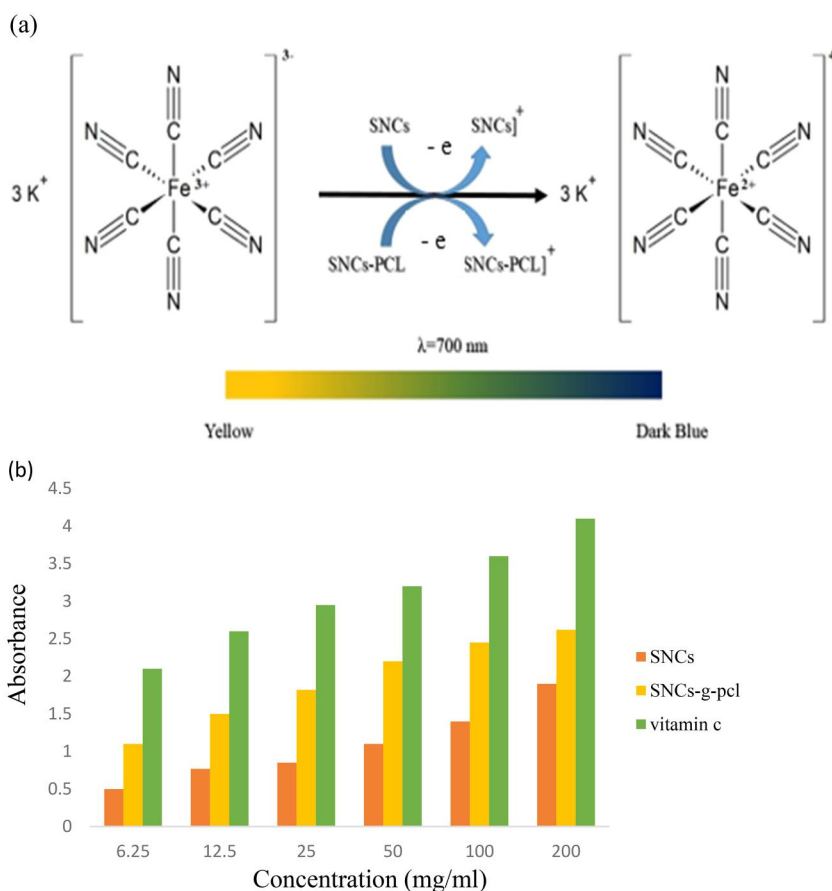 (a)
3-
4-
N
N N N N
C
C C C C
3 K+ Fe3+
C
N
SNCs - e SNCs]+
SNCs-PCL - e SNCs-PCL]+
N
N N N N
C
C C C C
3 K+ Fe2+
C
N
λ=700 nm
Yellow Dark Blue
(b)
4.5
4
3.5
3
2.5
2
1.5
1
0.5
0
Absorbance
6.25 12.5 25 50 100 200
Concentration (mg/ml)
SNCs
SNCs-g-pcl
vitamin c